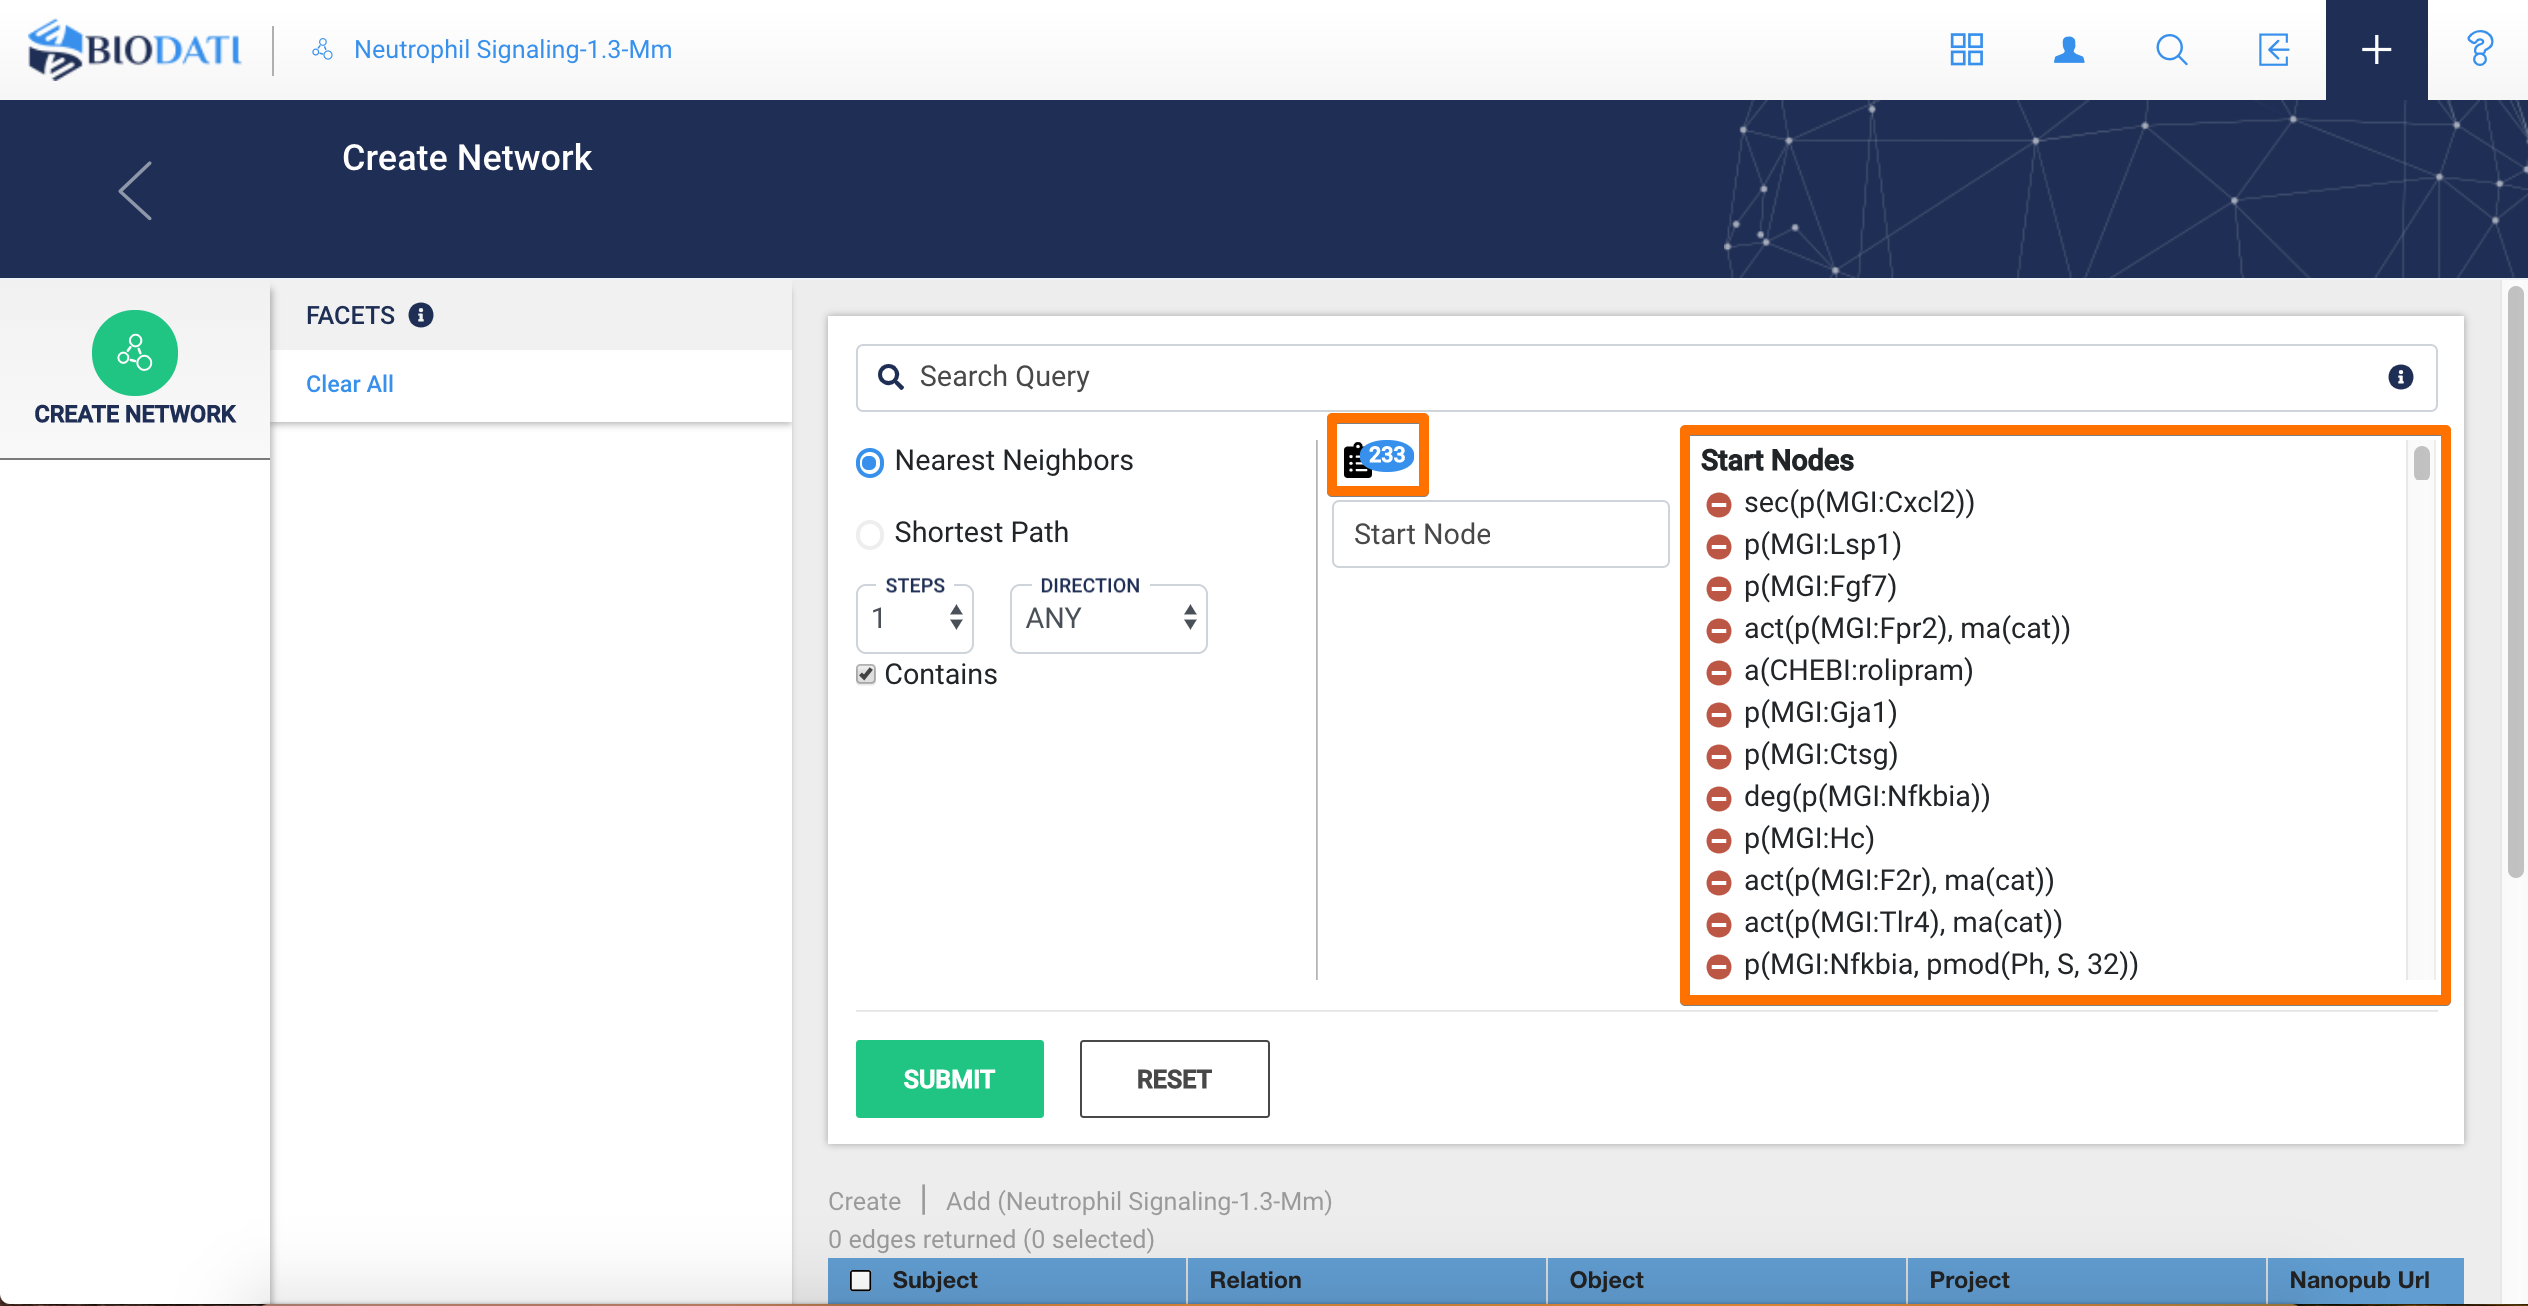 BIODATI
Neutrophil Signaling-1.3-Mm
Create Network
CREATE NETWORK
FACETS
Clear All
Search Query
Nearest Neighbors
Shortest Path
STEPS
1
DIRECTION
ANY
Contains
233
Start Node
Start Nodes
sec(p(MGI:Cxcl2))
p(MGI:Lsp1)
p(MGI:Fgf7)
act(p(MGI:Fpr2), ma(cat))
a(CHEBI:rolipram)
p(MGI:Gja1)
p(MGI:Ctsg)
deg(p(MGI:Nfkbia))
p(MGI:Hc)
act(p(MGI:F2r), ma(cat))
act(p(MGI:Tlr4), ma(cat))
p(MGI:Nfkbia, pmod(Ph, S, 32))
SUBMIT
RESET
Create | Add (Neutrophil Signaling-1.3-Mm)
0 edges returned (0 selected)
Subject Relation Object Project Nanopub Url